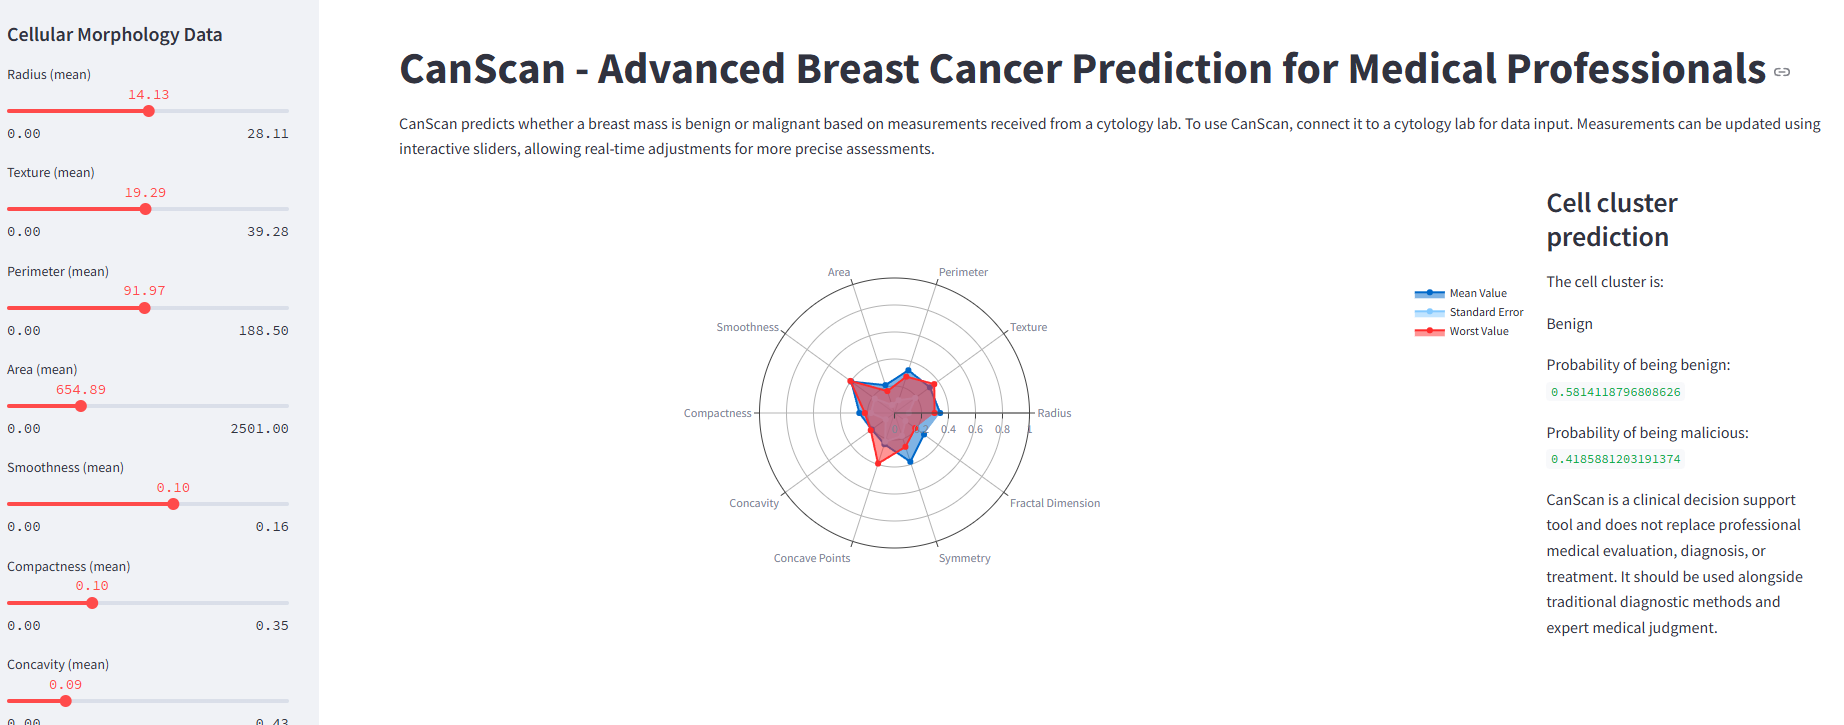 Cellular Morphology Data
Radius (mean)
14.13
0.00 28.11
Texture (mean)
19.29
0.00 39.28
Perimeter (mean)
91.97
0.00 188.50
Area (mean)
654.89
0.00 2501.00
Smoothness (mean)
0.10
0.00 0.16
Compactness (mean)
0.10
0.00 0.35
Concavity (mean)
0.09
0.00 0.43
CanScan - Advanced Breast Cancer Prediction for Medical Professionals
CanScan predicts whether a breast mass is benign or malignant based on measurements received from a cytology lab. To use CanScan, connect it to a cytology lab for data input. Measurements can be updated using
interactive sliders, allowing real-time adjustments for more precise assessments.
Area Perimeter
Smoothness Texture
Compactness Radius
0 0.2 0.4 0.6 0.8 1
Concavity Fractal Dimension
Concave Points Symmetry
Mean Value
Standard Error
Worst Value
Cell cluster
prediction
The cell cluster is:
Benign
Probability of being benign:
0.5814118796808626
Probability of being malicious:
0.4185881203191374
CanScan is a clinical decision support
tool and does not replace professional
medical evaluation, diagnosis, or
treatment. It should be used alongside
traditional diagnostic methods and
expert medical judgment.